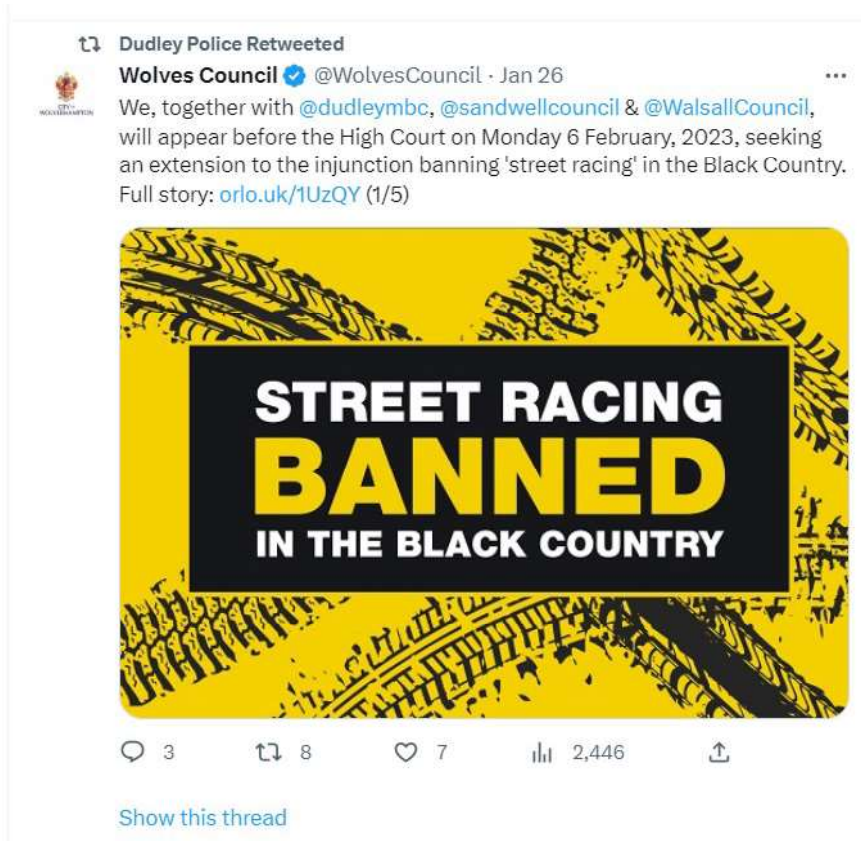 Dudley Police Retweeted
Wolves Council @WolvesCouncil · Jan 26
CITY OF
WOLVERHAMPTON
We, together with @dudleymbc, @sandwellcouncil & @WalsallCouncil,
will appear before the High Court on Monday 6 February, 2023, seeking
an extension to the injunction banning 'street racing' in the Black Country.
Full story: orlo.uk/1UzQY (1/5)
STREET RACING
BANNED
IN THE BLACK COUNTRY
3 8 7 2,446
Show this thread